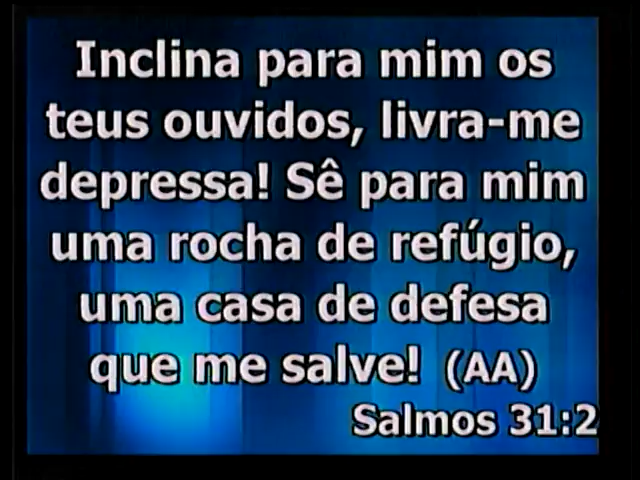 Inclina para mim os
teus ouvidos, livra-me
depressa! Sê para mim
uma rocha de refúgio,
uma casa de defesa
que me salve! (AA)
Salmos 31:2